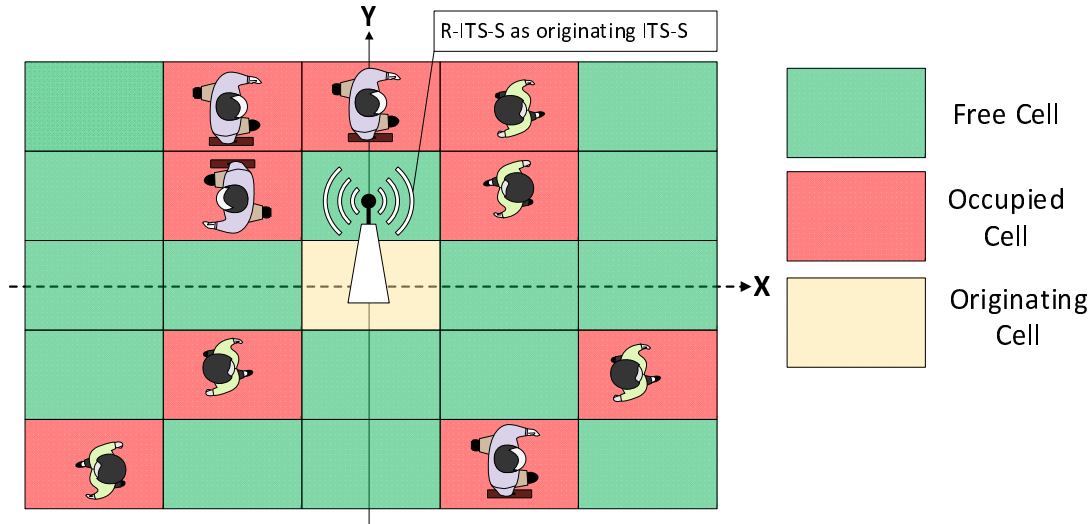 Y
R-ITS-S as originating ITS-S
Free Cell
Occupied
Cell
X
Originating
Cell